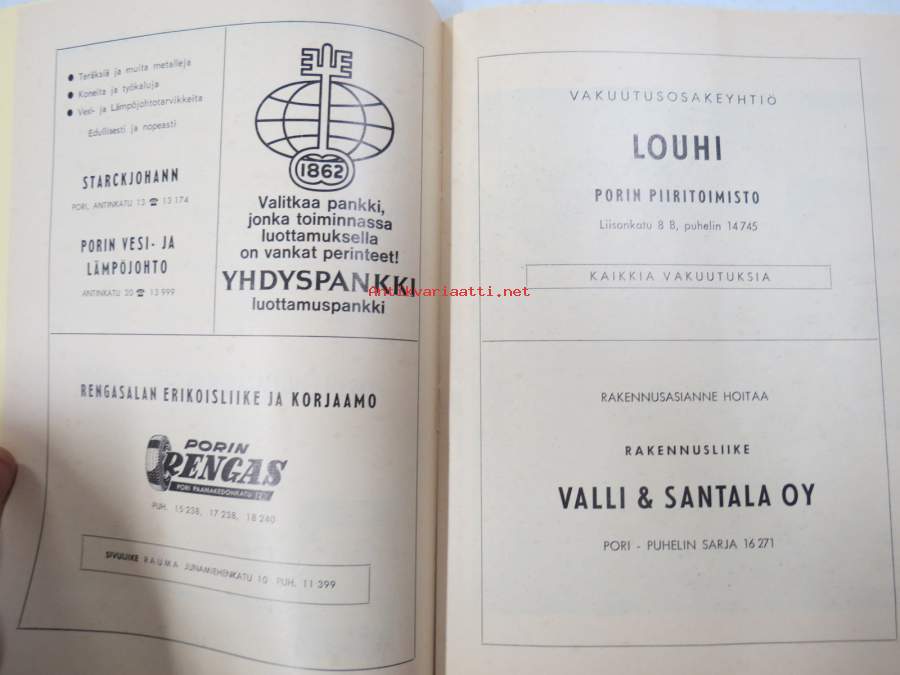 ● Teräksiä ja muita metalleja
● Koneita ja työkaluja
● Vesi- ja Lämpöjohtotarvikkeita
Edullisesti ja nopeasti
STARCKJOHANN
PORI, ANTINKATU 13 ☎ 13 174
PORIN VESI- JA
LÄMPÖJOHTO
ANTINKATU 20 ☎ 13 999
1862
Valitkaa pankki,
jonka toiminnassa
luottamuksella
on vankat perinteet!
YHDYSPANKKI
luottamuspankki
RENGASALAN ERIKOISLIIKE JA KORJAAMO
PORIN
RENGAS
PORI PAANAKEDONKATU
PUH. 15 238, 17 238, 18 240
SIVULIIKE RAUMA JUNAMIEHENKATU 10 PUH. 11 399
VAKUUTUSOSAKEYHTIÖ
LOUHI
PORIN PIIRITOIMISTO
Liisankatu 8 B, puhelin 14 745
KAIKKIA VAKUUTUKSIA
RAKENNUSASIANNE HOITAA
RAKENNUSLIIKE
VALLI & SANTALA OY
PORI - PUHELIN SARJA 16 271
Antikvariaatti.net